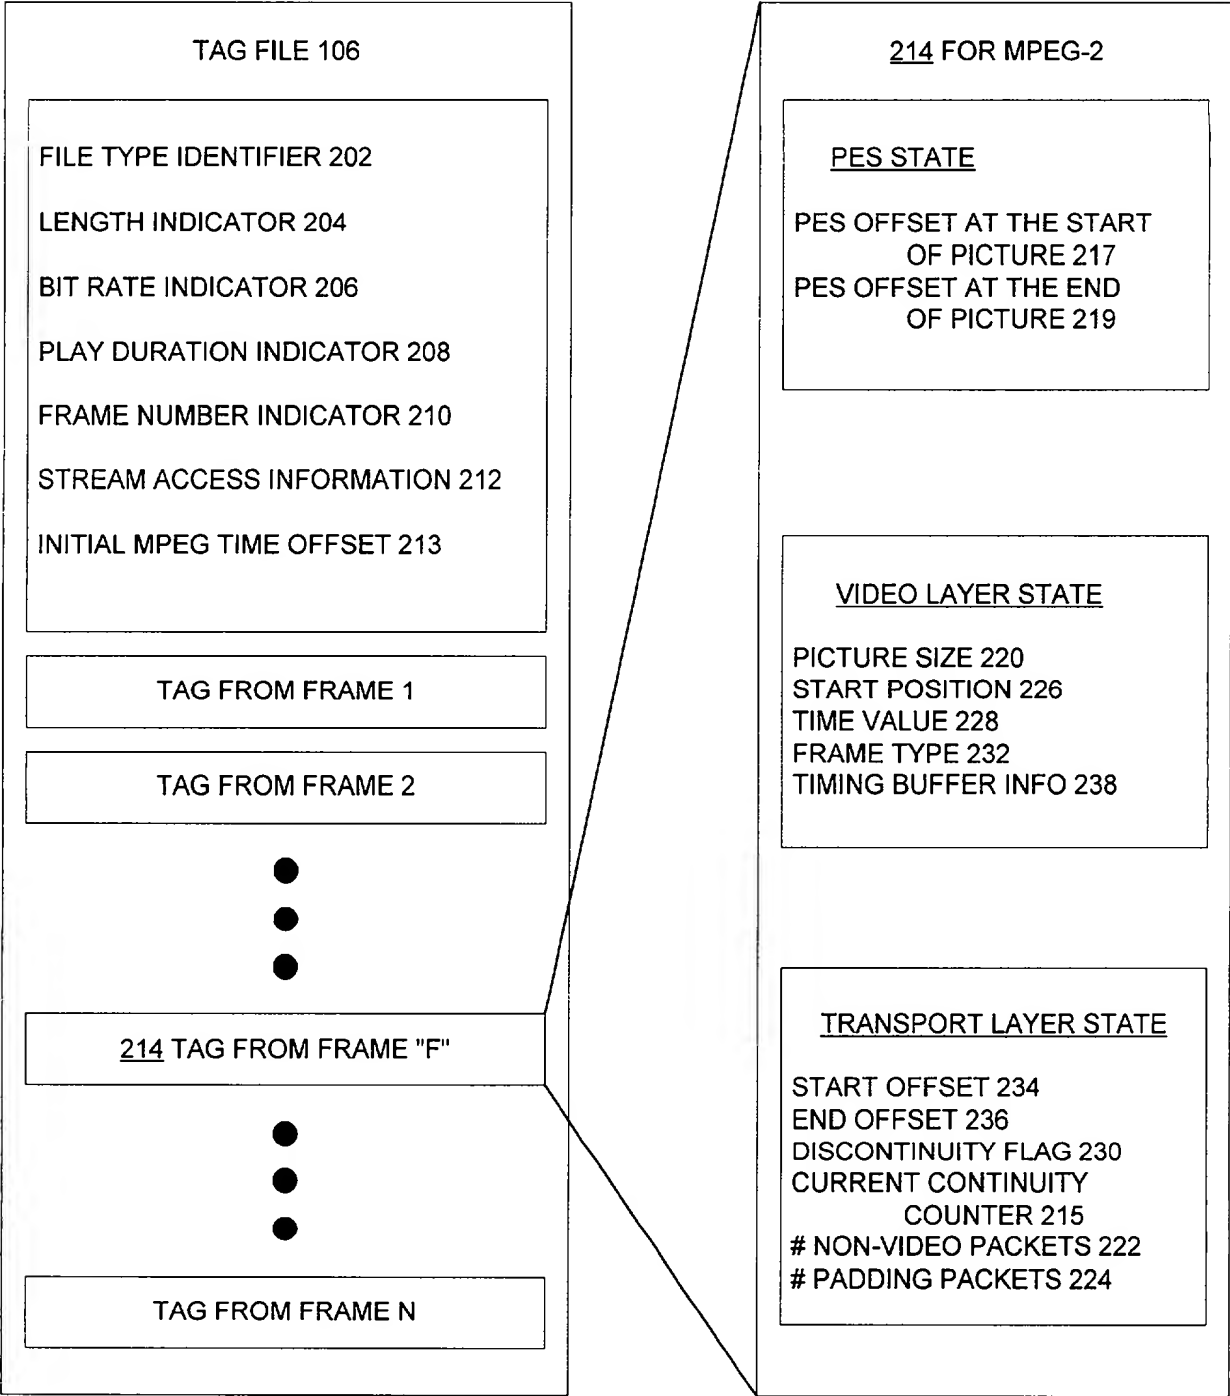 TAG FILE 106
FILE TYPE IDENTIFIER 202
LENGTH INDICATOR 204
BIT RATE INDICATOR 206
PLAY DURATION INDICATOR 208
FRAME NUMBER INDICATOR 210
STREAM ACCESS INFORMATION 212
INITIAL MPEG TIME OFFSET 213
TAG FROM FRAME 1
TAG FROM FRAME 2
214 TAG FROM FRAME "F"
TAG FROM FRAME N
214 FOR MPEG-2
PES STATE
PES OFFSET AT THE START
OF PICTURE 217
PES OFFSET AT THE END
OF PICTURE 219
VIDEO LAYER STATE
PICTURE SIZE 220
START POSITION 226
TIME VALUE 228
FRAME TYPE 232
TIMING BUFFER INFO 238
TRANSPORT LAYER STATE
START OFFSET 234
END OFFSET 236
DISCONTINUITY FLAG 230
CURRENT CONTINUITY
COUNTER 215
# NON-VIDEO PACKETS 222
# PADDING PACKETS 224